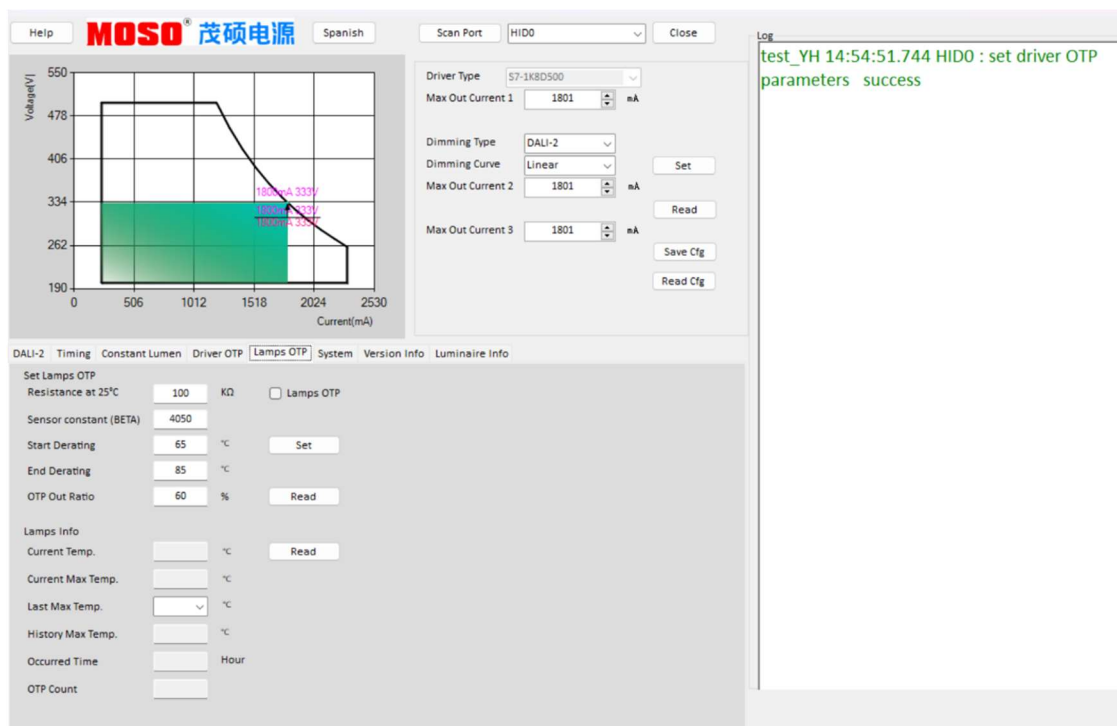 Help
MOSO® 茂硕电源
Spanish
Scan Port
HID0
Close
Log
test_YH 14:54:51.744 HID0 : set driver OTP
parameters success
Voltage(V)
550
478
406
334
262
190
0 506 1012 1518 2024 2530
Current(mA)
1800mA 333V
1800mA 333V
1800mA 333V
Driver Type S7-1K8D500
Max Out Current 1 1801 mA
Dimming Type DALI-2
Dimming Curve Linear Set
Max Out Current 2 1801 mA
Read
Max Out Current 3 1801 mA
Save Cfg
Read Cfg
DALI-2 Timing Constant Lumen Driver OTP Lamps OTP System Version Info Luminaire Info
Set Lamps OTP
Resistance at 25℃ 100 KΩ Lamps OTP
Sensor constant (BETA) 4050
Start Derating 65 ℃ Set
End Derating 85 ℃
OTP Out Ratio 60 % Read
Lamps Info
Current Temp. ℃ Read
Current Max Temp. ℃
Last Max Temp. ℃
History Max Temp. ℃
Occurred Time Hour
OTP Count